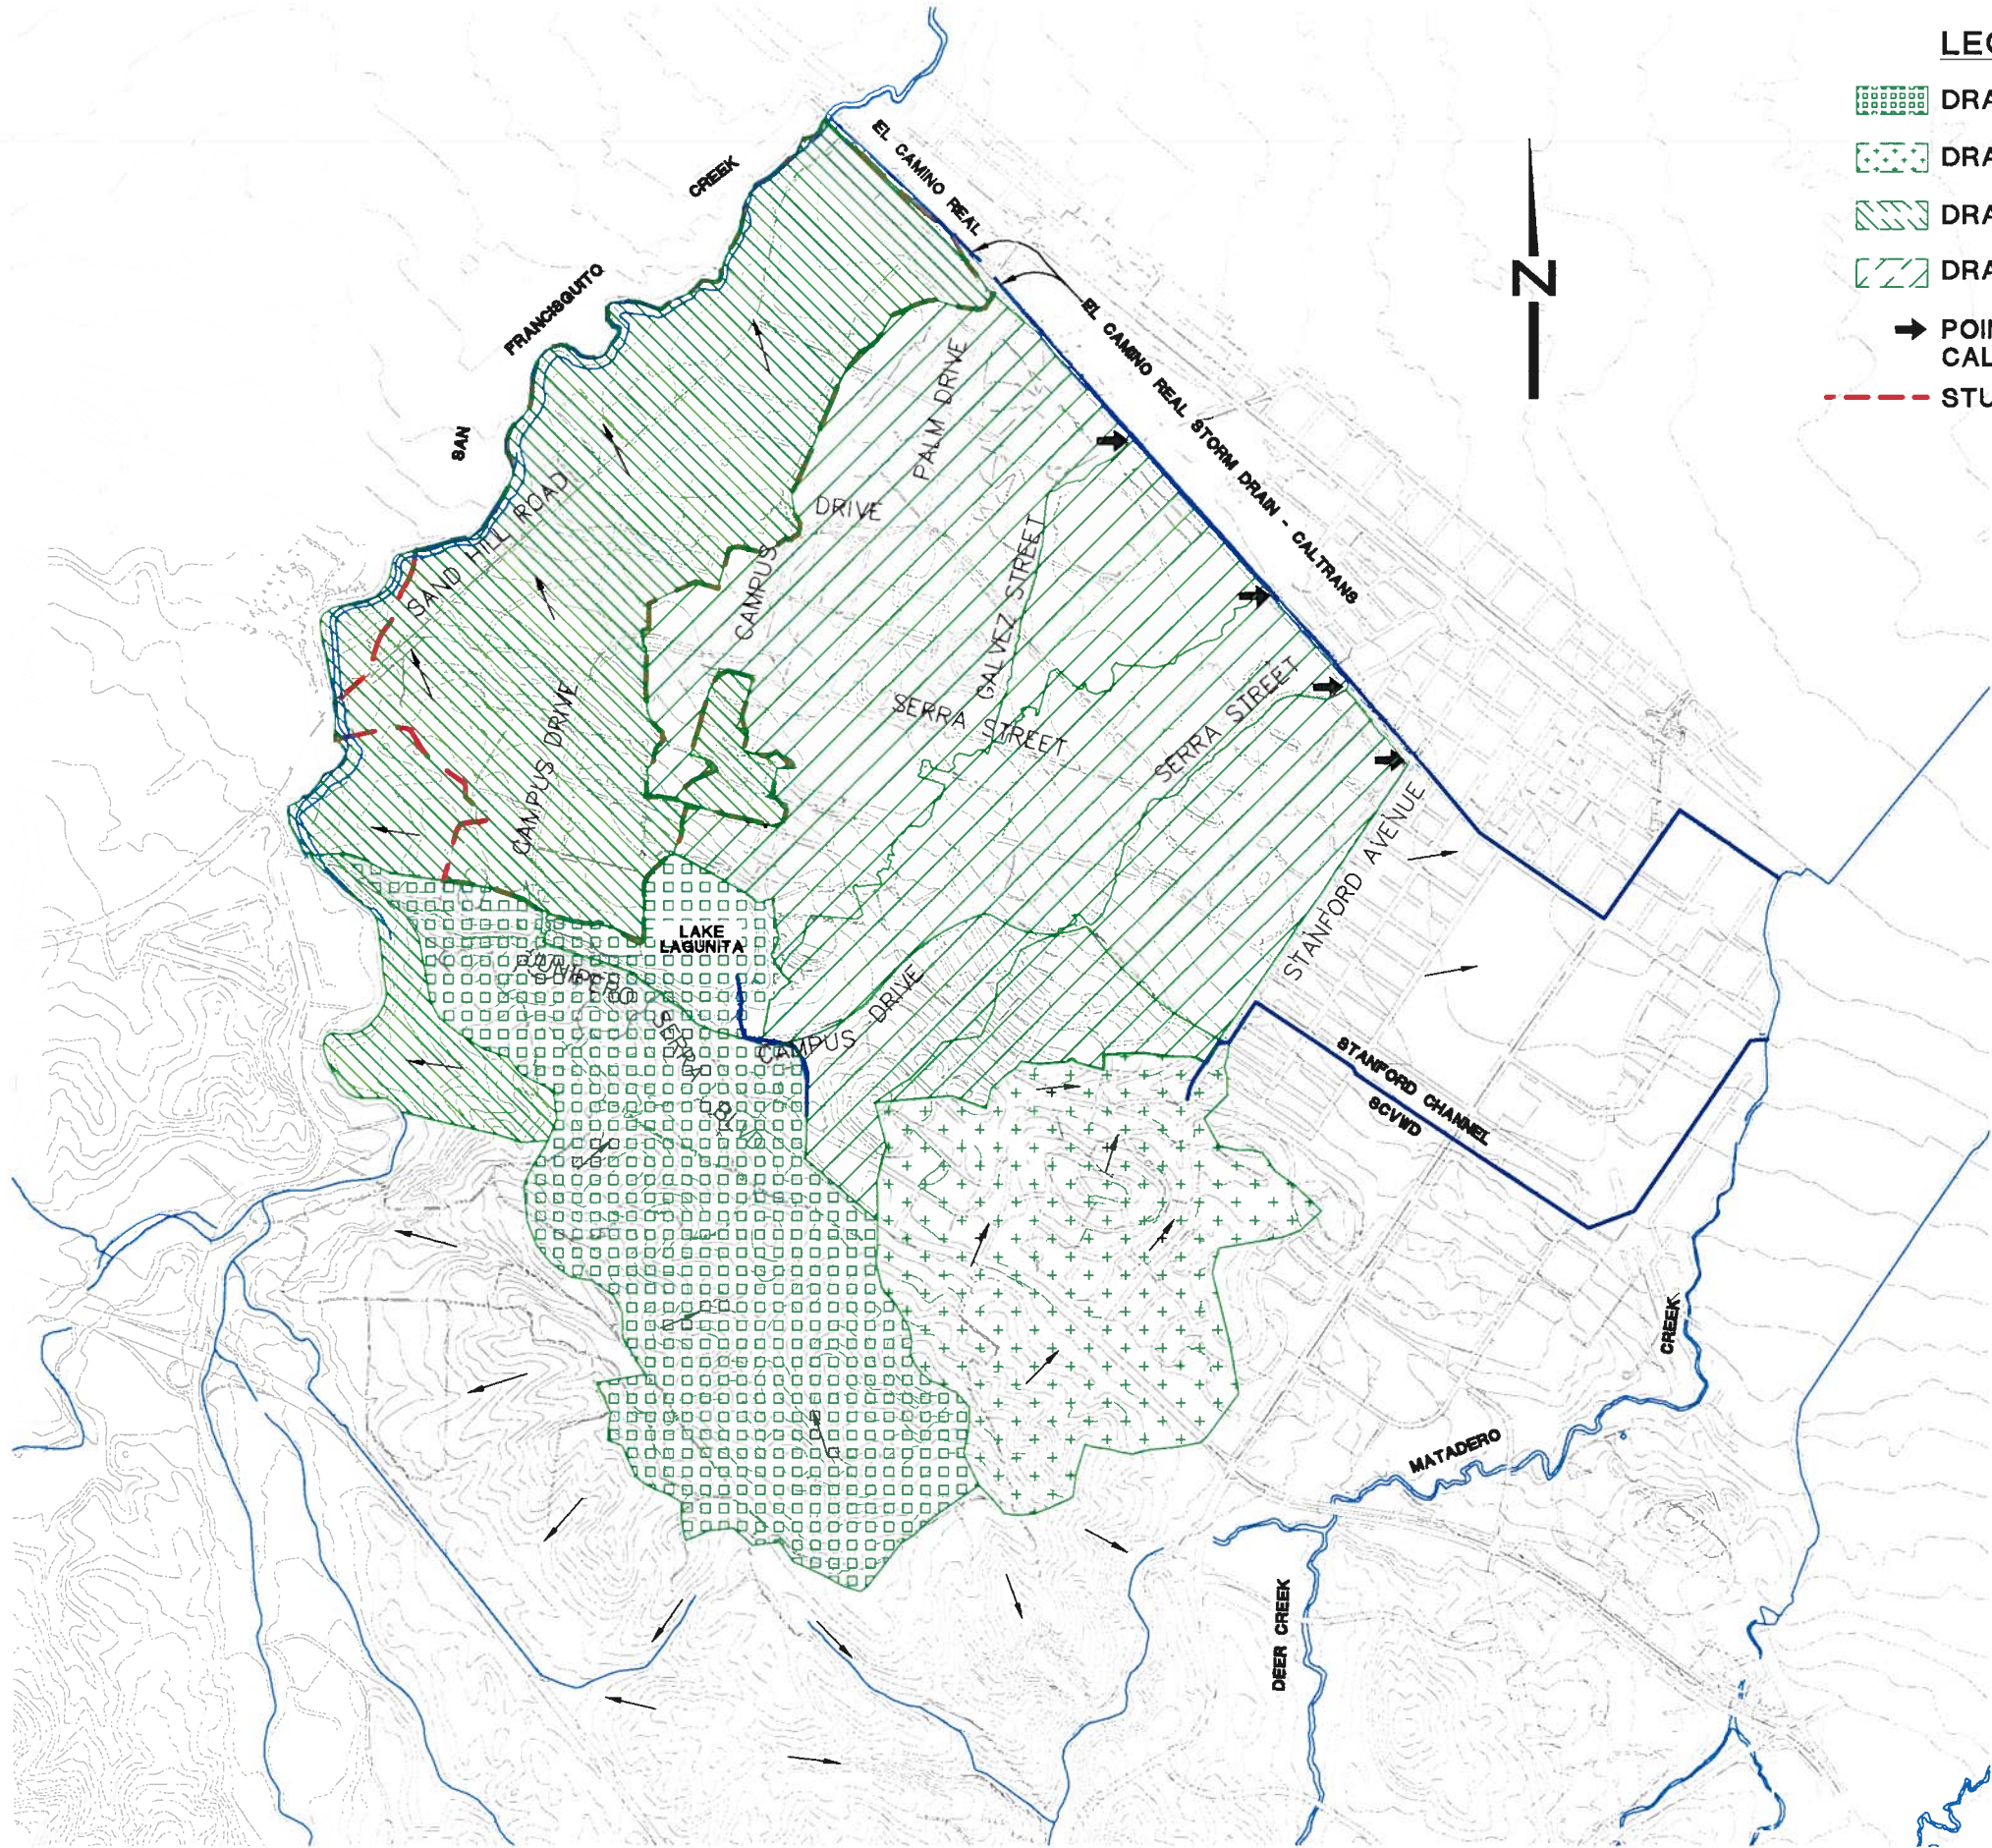 LEG
DRA
DRA
DRA
DRA
POI
CAL
STU
N
EL CAMINO REAL
CREEK
FRANCISQUITO
SAN
EL CAMINO REAL STORM DRAIN - CALTRANS
PALM DRIVE
DRIVE
CAMPUS
SAND HILL ROAD
GALVEZ STREET
SERRA STREET
SERRA STREET
CAMPUS DRIVE
STANFORD AVENUE
LAKE
LAGUNITA
JUNIPERO
SERRA
BLVD
CAMPUS DRIVE
STANFORD CHANNEL
SCVWD
CREEK
MATADERO
DEER CREEK